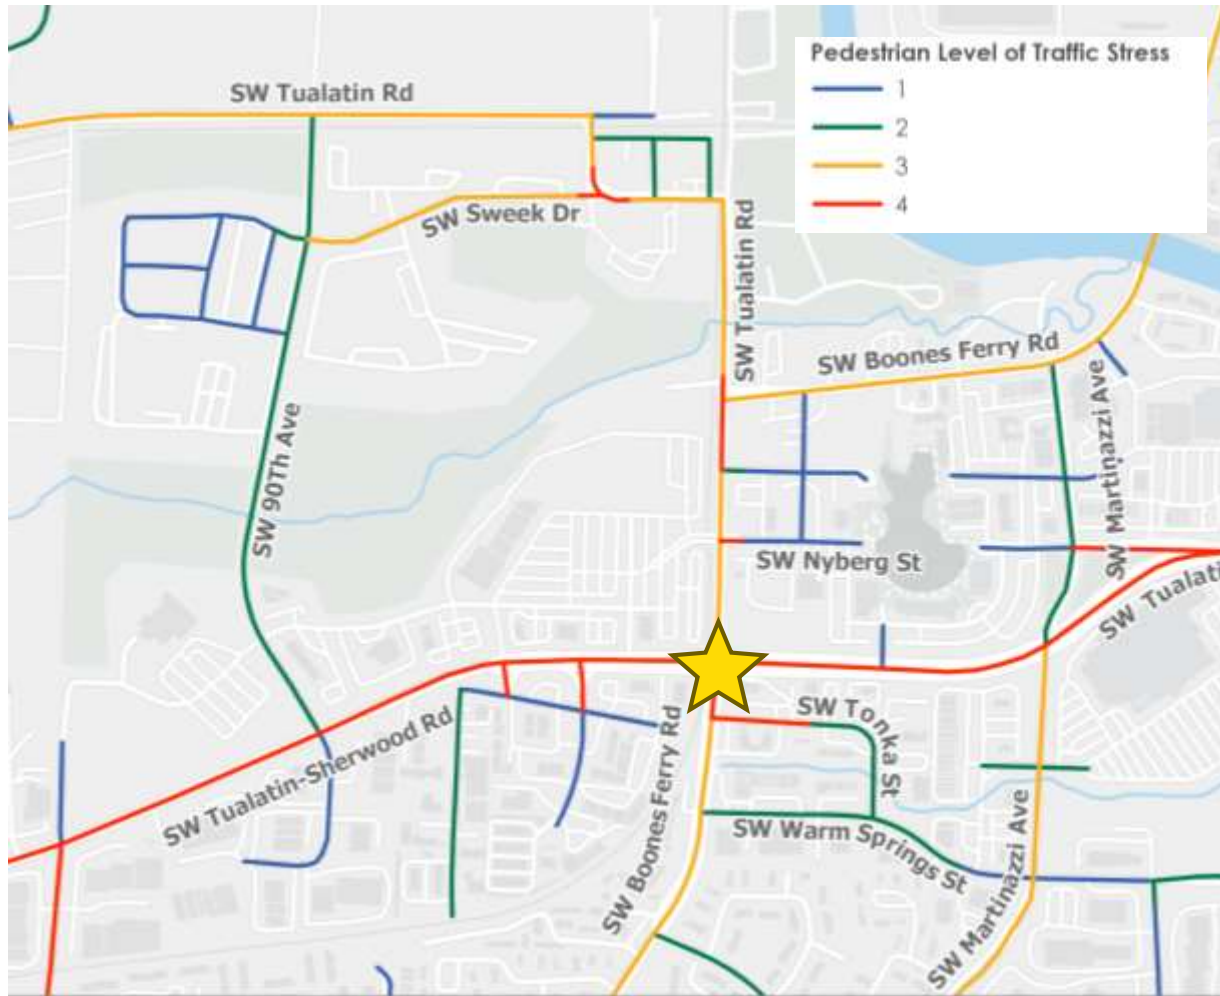 Pedestrian Level of Traffic Stress
1
2
3
4
SW Tualatin Rd
SW Sweek Dr
SW Tualatin Rd
SW Boones Ferry Rd
SW Martinazzi Ave
SW 90Th Ave
SW Nyberg St
SW Tualati
SW Tualatin-Sherwood Rd
SW Boones Ferry Rd
SW Tonka St
SW Warm Springs St
SW Martinazzi Ave